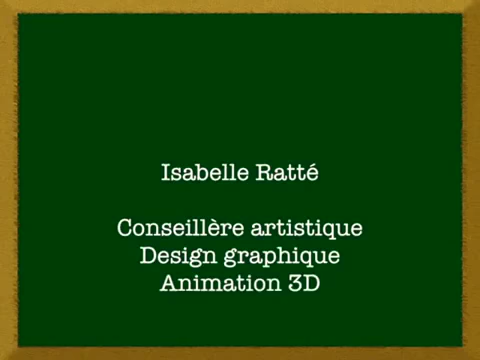 Isabelle Ratté
Conseillère artistique
Design graphique
Animation 3D